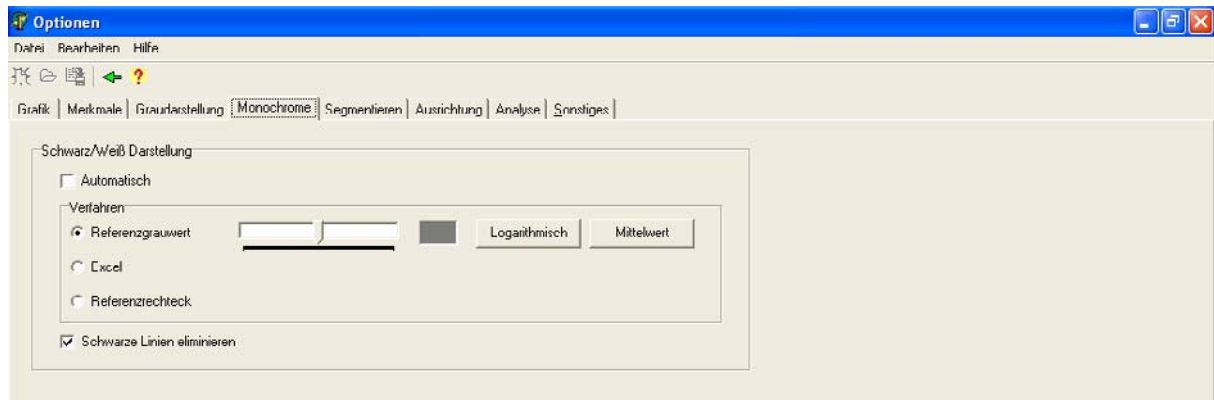 Optionen
Datei Bearbeiten Hilfe
?
Grafik Merkmale Graudarstellung Monochrome Segmentieren Ausrichtung Analyse Sonstiges
Schwarz/Weiß Darstellung
Automatisch
Verfahren
Referenzgrauwert Logarithmisch Mittelwert
Excel
Referenzrechteck
Schwarze Linien eliminieren